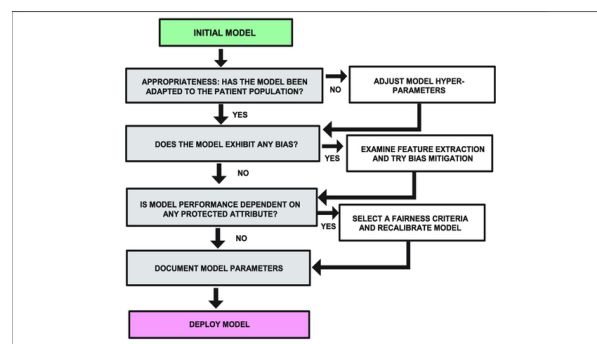 INITIAL MODEL
APPROPRIATENESS: HAS THE MODEL BEEN
ADAPTED TO THE PATIENT POPULATION?
NO
ADJUST MODEL HYPER-
PARAMETERS
YES
DOES THE MODEL EXHIBIT ANY BIAS?
YES
EXAMINE FEATURE EXTRACTION
AND TRY BIAS MITIGATION
NO
IS MODEL PERFORMANCE DEPENDENT ON
ANY PROTECTED ATTRIBUTE?
YES
SELECT A FAIRNESS CRITERIA
AND RECALIBRATE MODEL
NO
DOCUMENT MODEL PARAMETERS
DEPLOY MODEL